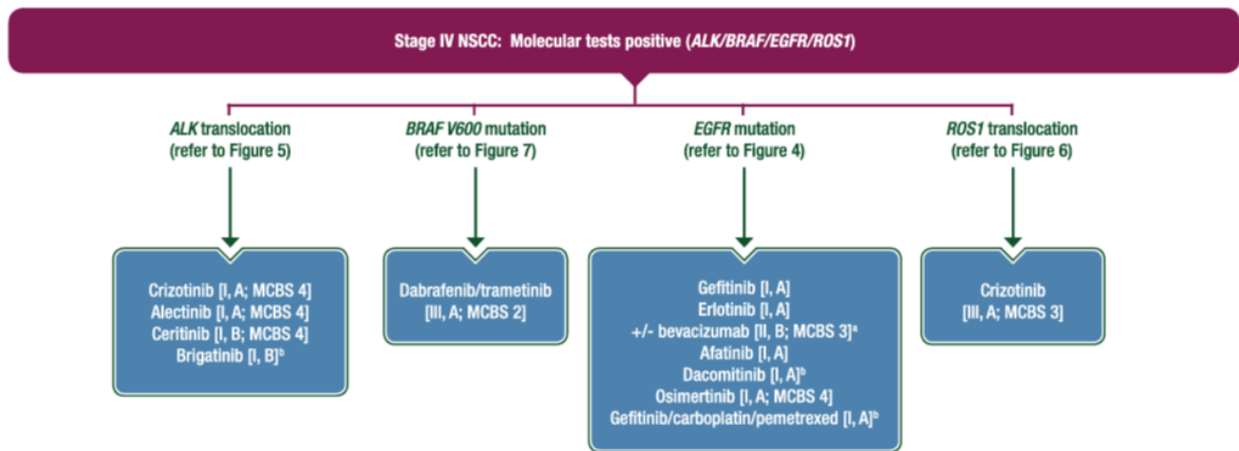 Stage IV NSCC: Molecular tests positive (ALK/BRAF/EGFR/ROS1)
ALK translocation
(refer to Figure 5)
BRAF V600 mutation
(refer to Figure 7)
EGFR mutation
(refer to Figure 4)
ROS1 translocation
(refer to Figure 6)
Crizotinib [I, A; MCBS 4]
Alectinib [I, A; MCBS 4]
Ceritinib [I, B; MCBS 4]
Brigatinib [I, B]ᵇ
Dabrafenib/trametinib
[III, A; MCBS 2]
Gefitinib [I, A]
Erlotinib [I, A]
+/- bevacizumab [II, B; MCBS 3]ᵃ
Afatinib [I, A]
Dacomitinib [I, A]ᵇ
Osimertinib [I, A; MCBS 4]
Gefitinib/carboplatin/pemetrexed [I, A]ᵇ
Crizotinib
[III, A; MCBS 3]